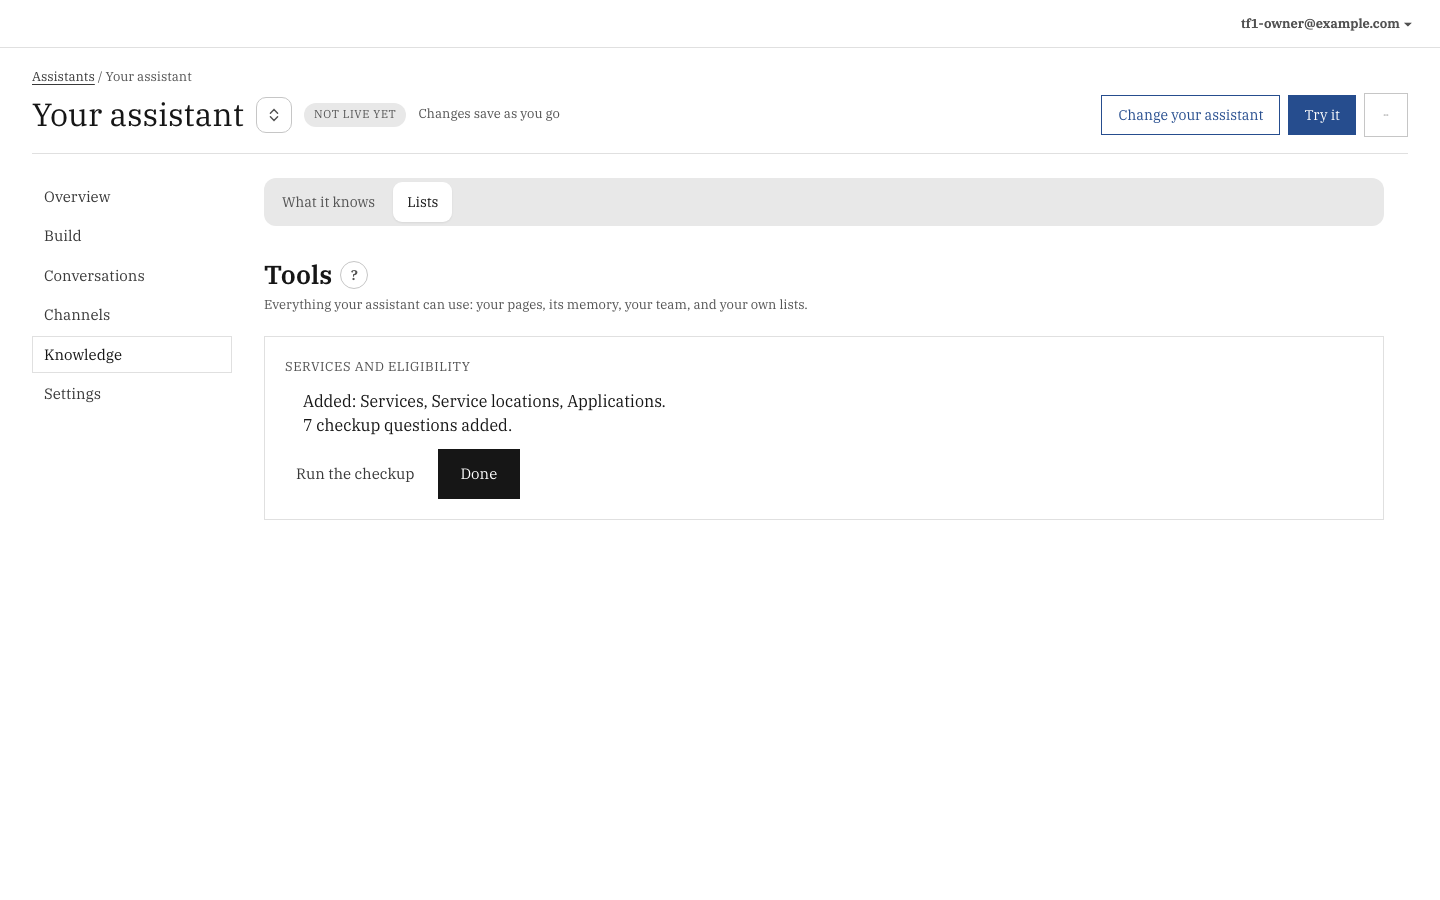 tf1-owner@example.com
Assistants / Your assistant
Your assistant
NOT LIVE YET
Changes save as you go
Change your assistant
Try it
Overview
Build
Conversations
Channels
Knowledge
Settings
What it knows
Lists
Tools ?
Everything your assistant can use: your pages, its memory, your team, and your own lists.
SERVICES AND ELIGIBILITY
Added: Services, Service locations, Applications.
7 checkup questions added.
Run the checkup
Done